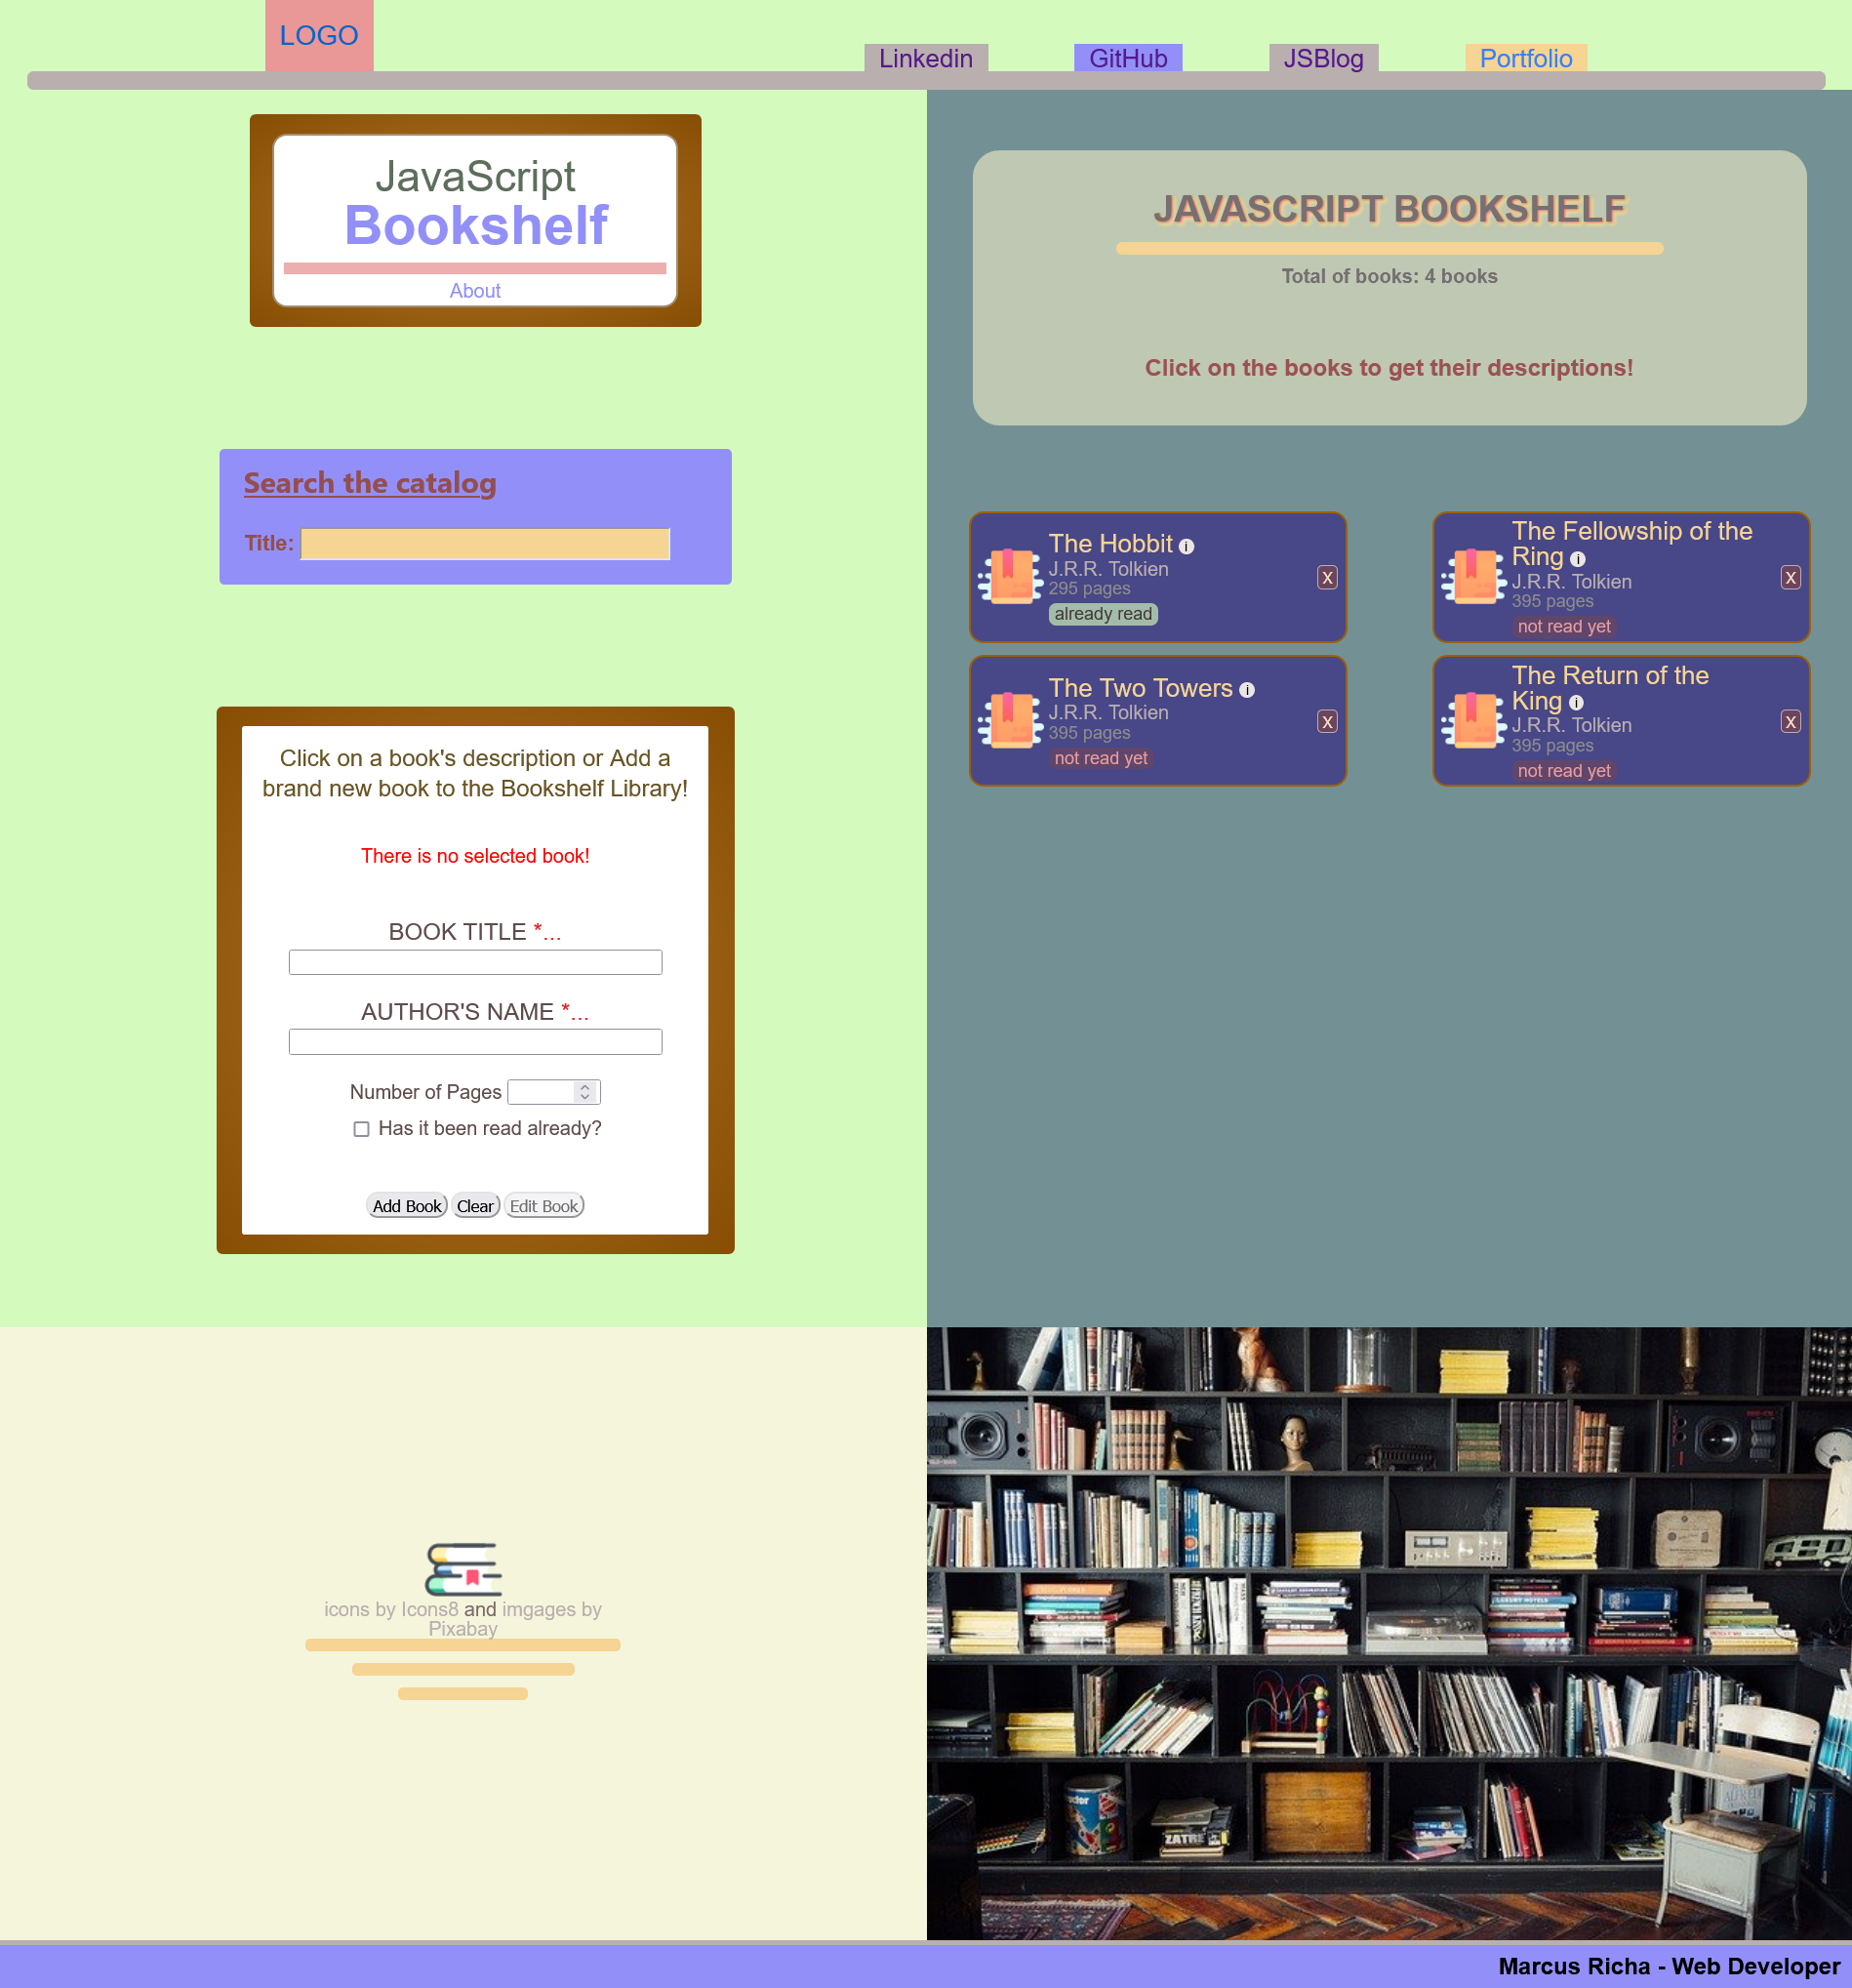 LOGO
Linkedin
GitHub
JSBlog
Portfolio
JavaScript
Bookshelf
About
Search the catalog
Title:
Click on a book's description or Add a
brand new book to the Bookshelf Library!
There is no selected book!
BOOK TITLE *...
AUTHOR'S NAME *...
Number of Pages
Has it been read already?
Add Book Clear Edit Book
JAVASCRIPT BOOKSHELF
Total of books: 4 books
Click on the books to get their descriptions!
The Hobbit i
J.R.R. Tolkien
295 pages
already read
X
The Fellowship of the
Ring i
J.R.R. Tolkien
395 pages
not read yet
X
The Two Towers i
J.R.R. Tolkien
395 pages
not read yet
X
The Return of the
King i
J.R.R. Tolkien
395 pages
not read yet
X
icons by Icons8 and imgages by
Pixabay
ZATRE
Marcus Richa - Web Developer